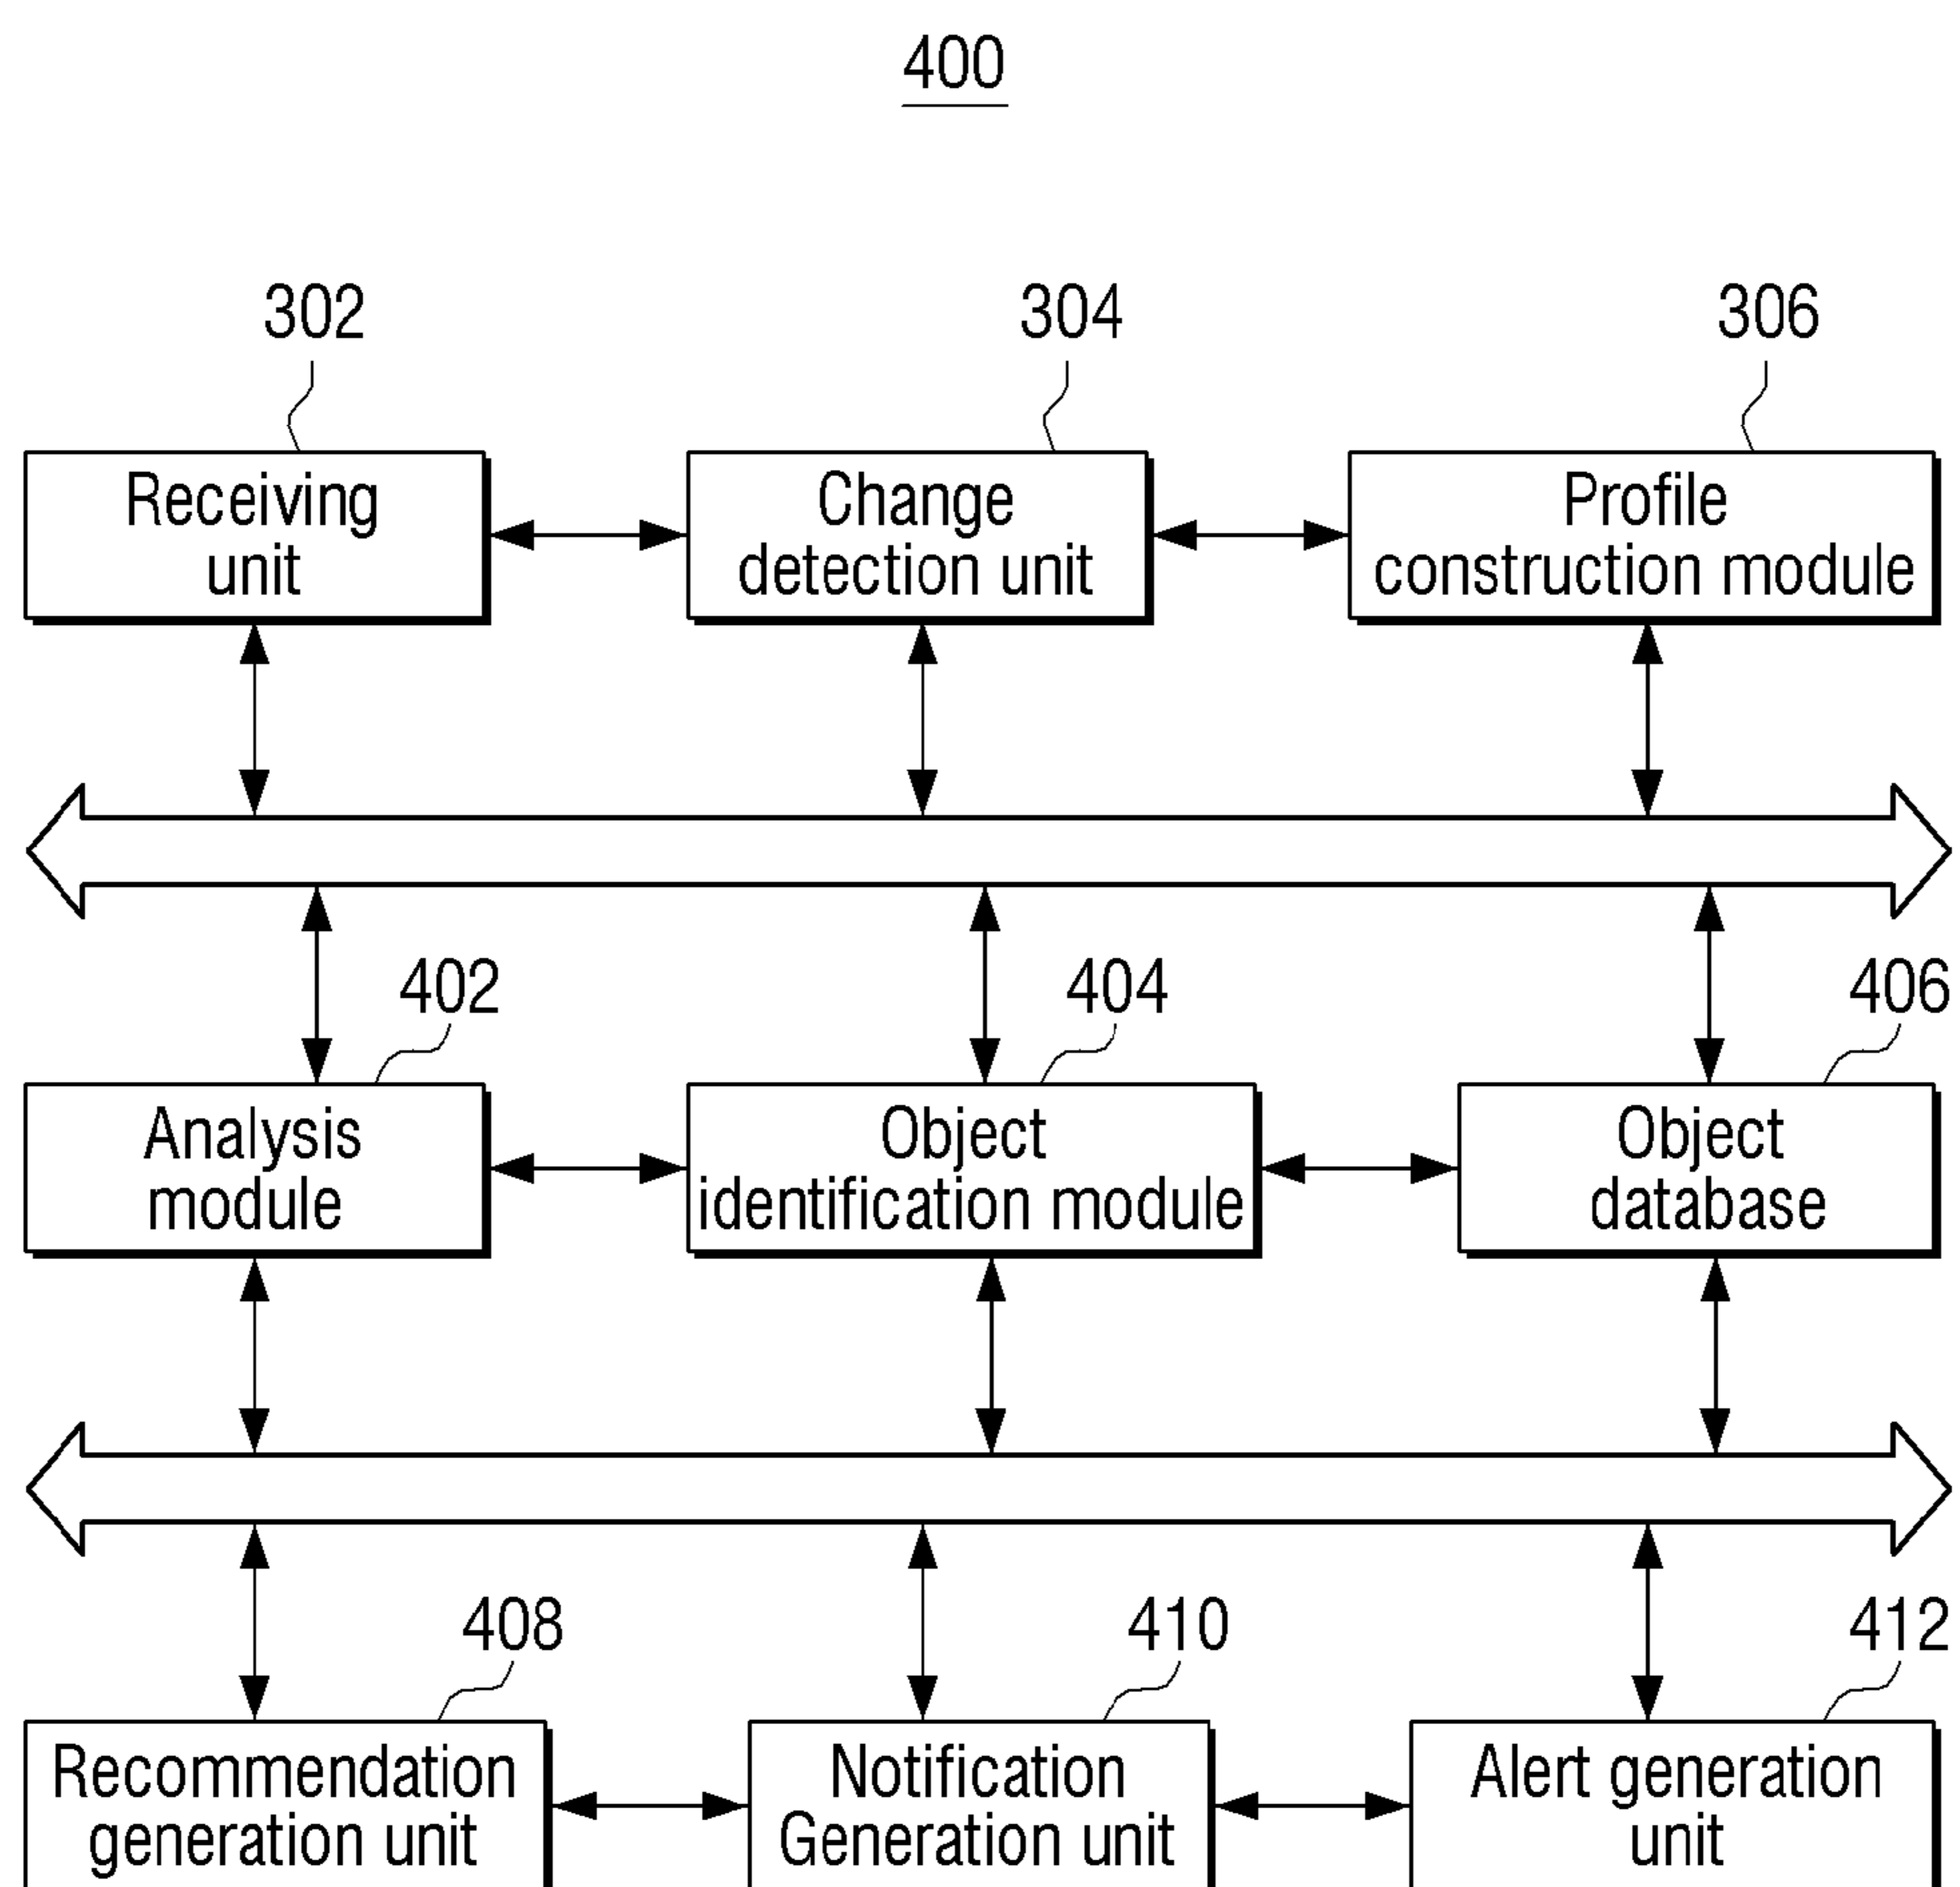 400
302
304
306
Receiving
unit
Change
detection unit
Profile
construction module
402
404
406
Analysis
module
Object
identification module
Object
database
408
410
412
Recommendation
generation unit
Notification
Generation unit
Alert generation
unit